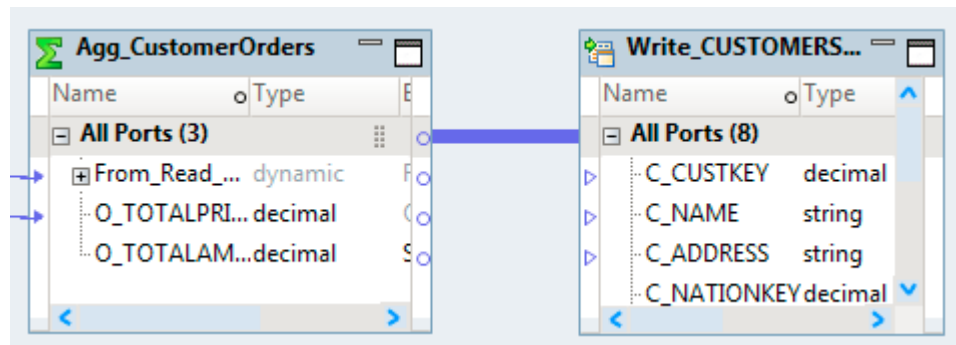 Agg_CustomerOrders
Name Type E
All Ports (3)
From_Read_... dynamic F
O_TOTALPRI... decimal
O_TOTALAM... decimal S
Write_CUSTOMERS...
Name Type
All Ports (8)
C_CUSTKEY decimal
C_NAME string
C_ADDRESS string
C_NATIONKEY decimal